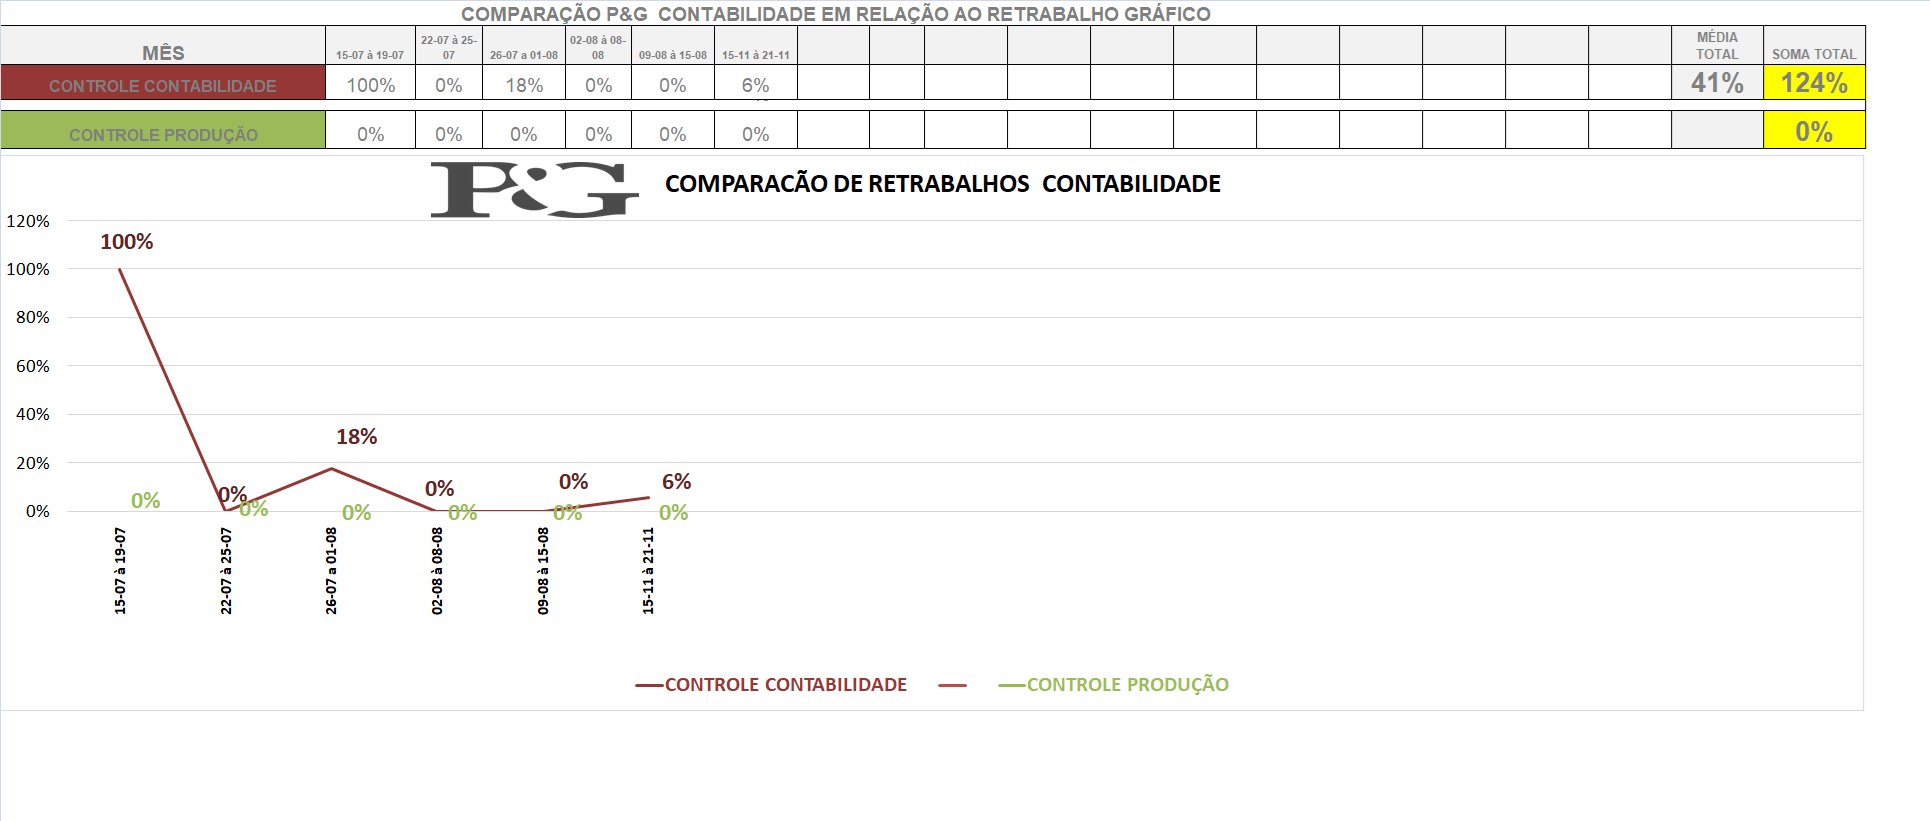 COMPARAÇÃO P&G CONTABILIDADE EM RELAÇÃO AO RETRABALHO GRÁFICO
MÊS 15-07 à 19-07 22-07 à 25-07 26-07 a 01-08 02-08 à 08-08 09-08 à 15-08 15-11 à 21-11 MÉDIA TOTAL SOMA TOTAL
CONTROLE CONTABILIDADE 100% 0% 18% 0% 0% 6% 41% 124%
CONTROLE PRODUÇÃO 0% 0% 0% 0% 0% 0% 0%
P&G COMPARACÃO DE RETRABALHOS CONTABILIDADE
120%
100%
80%
60%
40%
20%
0%
100%
0%
18%
0%
0%
6%
0%
0%
0%
0%
0%
0%
15-07 à 19-07
22-07 à 25-07
26-07 a 01-08
02-08 à 08-08
09-08 à 15-08
15-11 à 21-11
CONTROLE CONTABILIDADE CONTROLE PRODUÇÃO